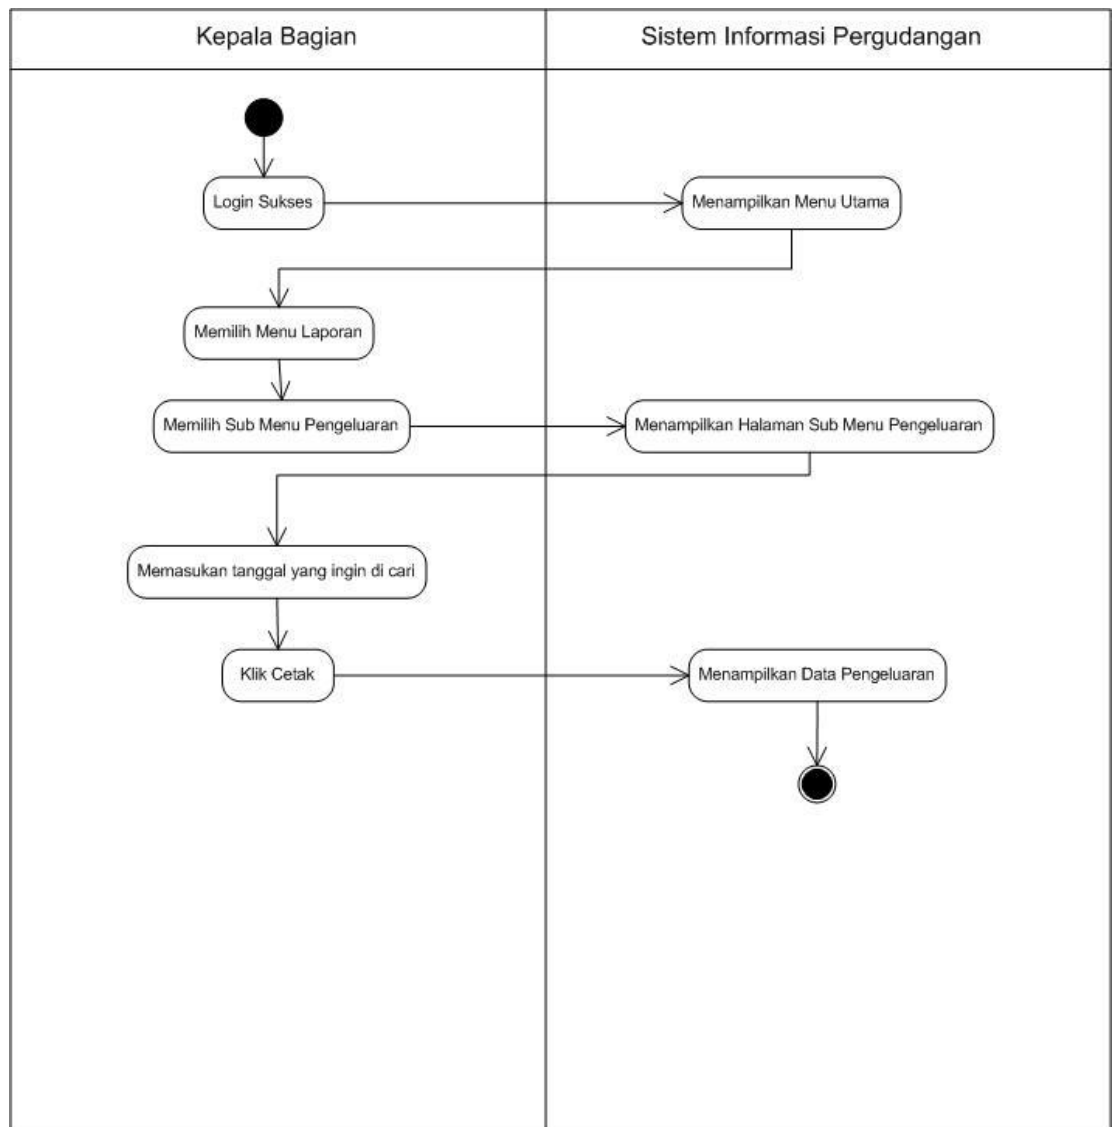 Kepala Bagian
Sistem Informasi Pergudangan
Login Sukses
Menampilkan Menu Utama
Memilih Menu Laporan
Memilih Sub Menu Pengeluaran
Menampilkan Halaman Sub Menu Pengeluaran
Memasukan tanggal yang ingin di cari
Klik Cetak
Menampilkan Data Pengeluaran